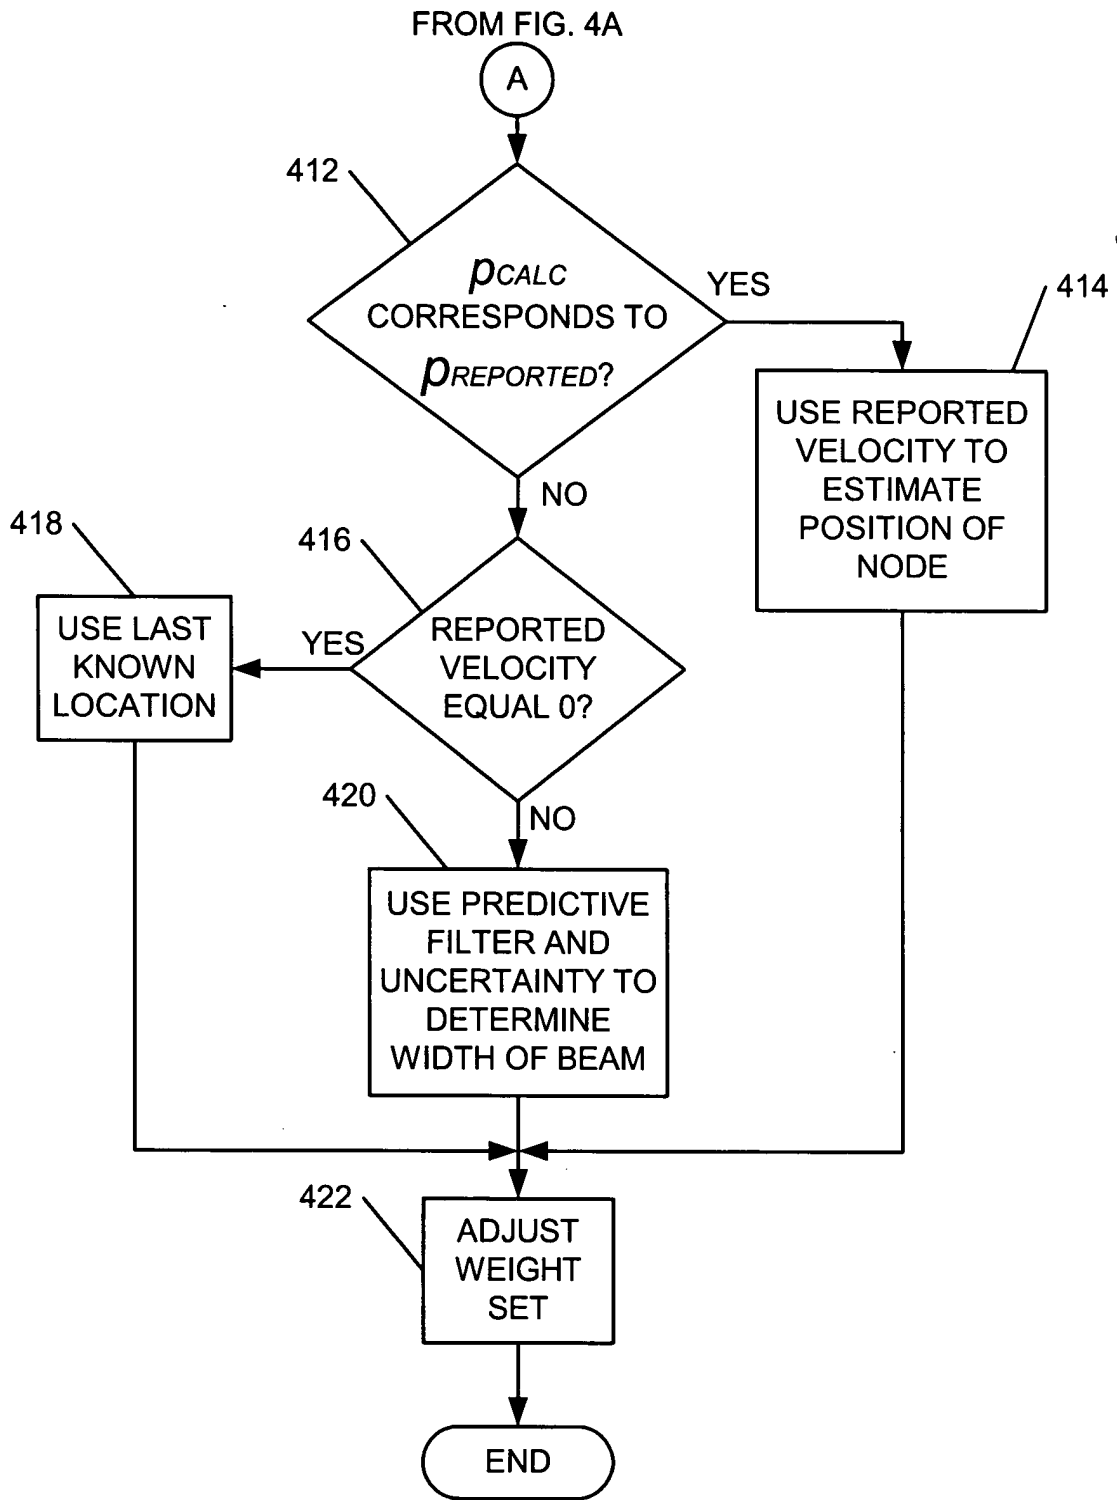 FROM FIG. 4A
A
412
pCALC
CORRESPONDS TO
pREPORTED?
YES
414
USE REPORTED
VELOCITY TO
ESTIMATE
POSITION OF
NODE
NO
416
418
USE LAST
KNOWN
LOCATION
YES
REPORTED
VELOCITY
EQUAL 0?
420
NO
USE PREDICTIVE
FILTER AND
UNCERTAINTY TO
DETERMINE
WIDTH OF BEAM
422
ADJUST
WEIGHT
SET
END